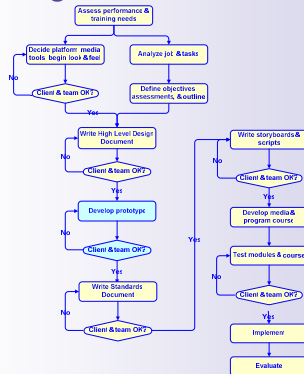 Assess performance &
training needs
Decide platform, media
tools, begin look & feel
Analyze job & tasks
No
Client & team OK?
Define objectives
assessments, & outline
Yes
Write High Level Design
Document
No
Client & team OK?
Yes
Develop prototype
No
Client & team OK?
Yes
Write Standards
Document
No
Client & team OK?
Yes
Write storyboards &
scripts
No
Client & team OK?
Yes
Develop media &
program course
Test modules & course
No
Client & team OK?
Yes
Implement
Evaluate